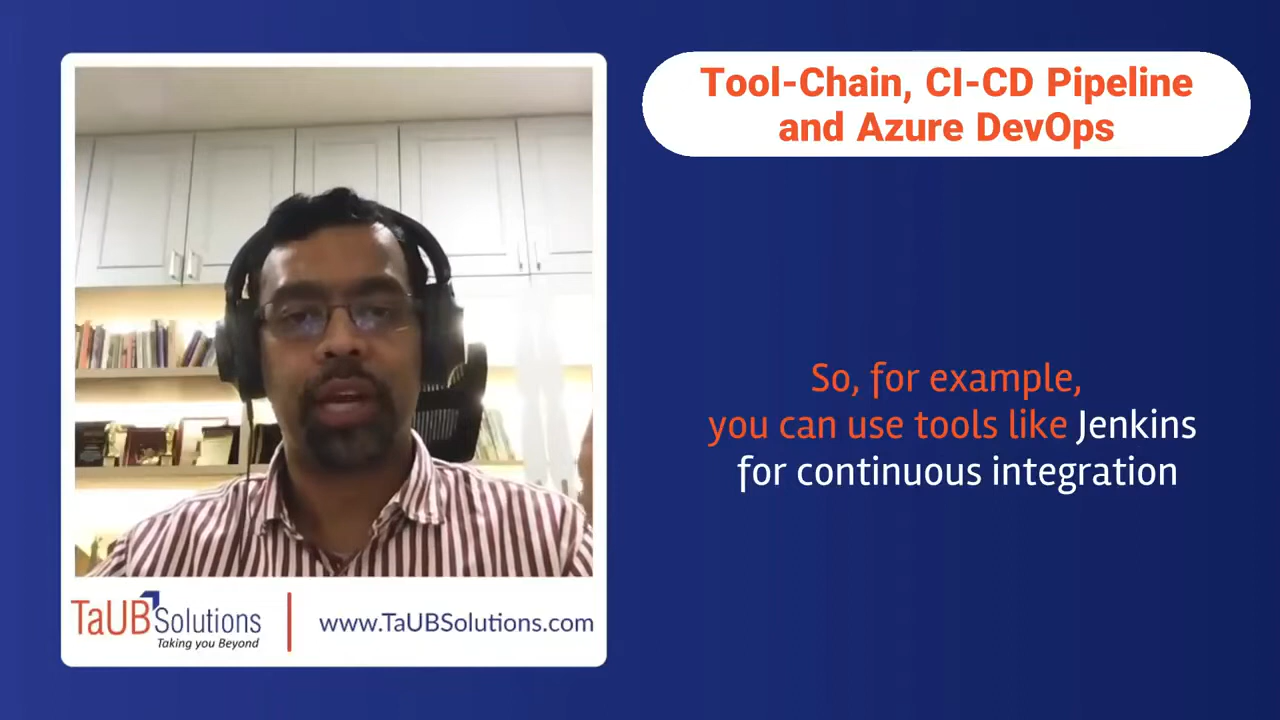 Tool-Chain, CI-CD Pipeline
and Azure DevOps
So, for example,
you can use tools like Jenkins
for continuous integration
TaUB Solutions
Taking you Beyond
www.TaUBSolutions.com